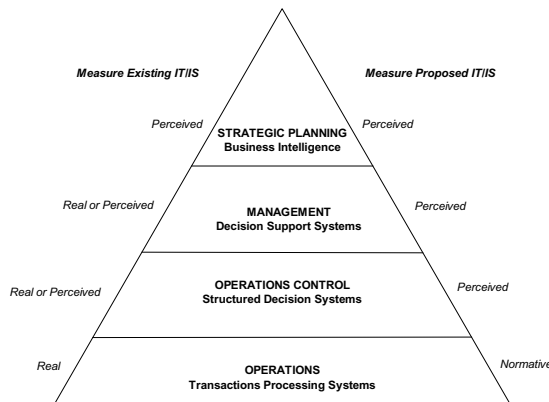 Measure Existing IT/IS
Measure Proposed IT/IS
Perceived
STRATEGIC PLANNING
Business Intelligence
Perceived
Real or Perceived
MANAGEMENT
Decision Support Systems
Perceived
Real or Perceived
OPERATIONS CONTROL
Structured Decision Systems
Perceived
Real
OPERATIONS
Transactions Processing Systems
Normative